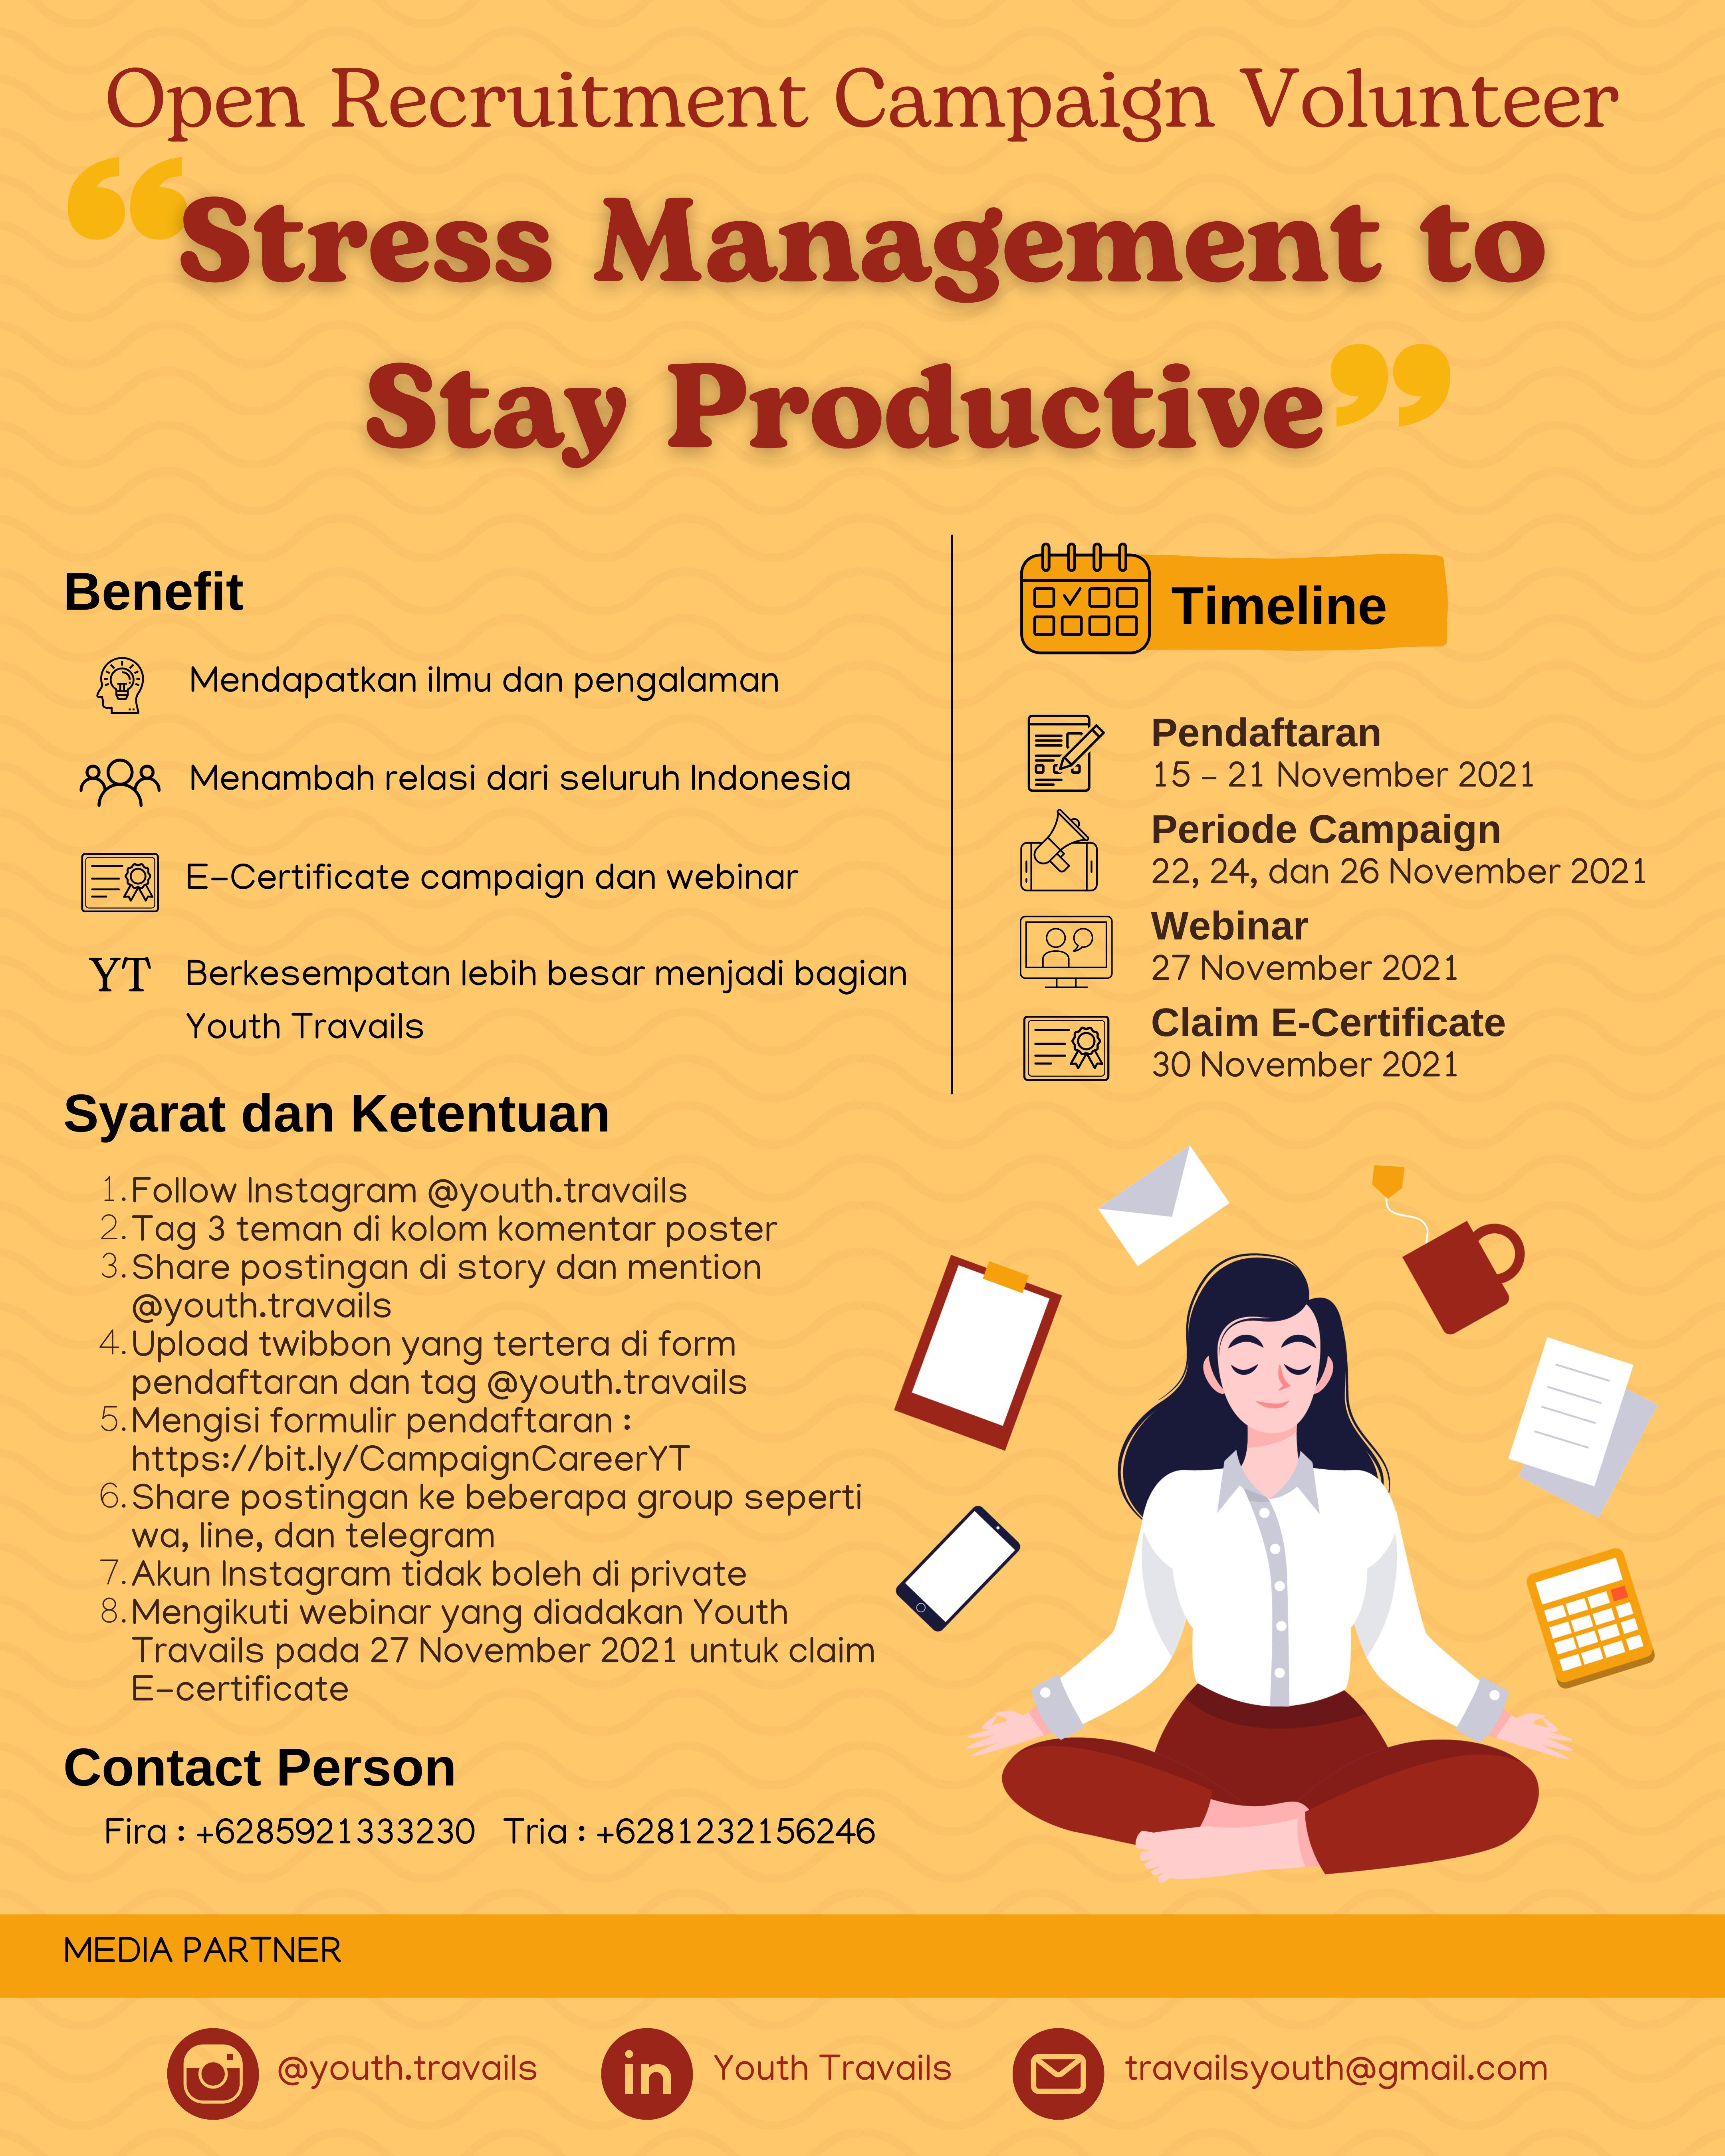 Open Recruitment Campaign Volunteer
“Stress Management to
Stay Productive”
Benefit
Mendapatkan ilmu dan pengalaman
Menambah relasi dari seluruh Indonesia
E-Certificate campaign dan webinar
YT Berkesempatan lebih besar menjadi bagian
Youth Travails
Timeline
Pendaftaran
15 - 21 November 2021
Periode Campaign
22, 24, dan 26 November 2021
Webinar
27 November 2021
Claim E-Certificate
30 November 2021
Syarat dan Ketentuan
1. Follow Instagram @youth.travails
2. Tag 3 teman di kolom komentar poster
3. Share postingan di story dan mention
@youth.travails
4. Upload twibbon yang tertera di form
pendaftaran dan tag @youth.travails
5. Mengisi formulir pendaftaran :
https://bit.ly/CampaignCareerYT
6. Share postingan ke beberapa group seperti
wa, line, dan telegram
7. Akun Instagram tidak boleh di private
8. Mengikuti webinar yang diadakan Youth
Travails pada 27 November 2021 untuk claim
E-certificate
Contact Person
Fira : +6285921333230 Tria : +6281232156246
MEDIA PARTNER
@youth.travails in Youth Travails travailsyouth@gmail.com